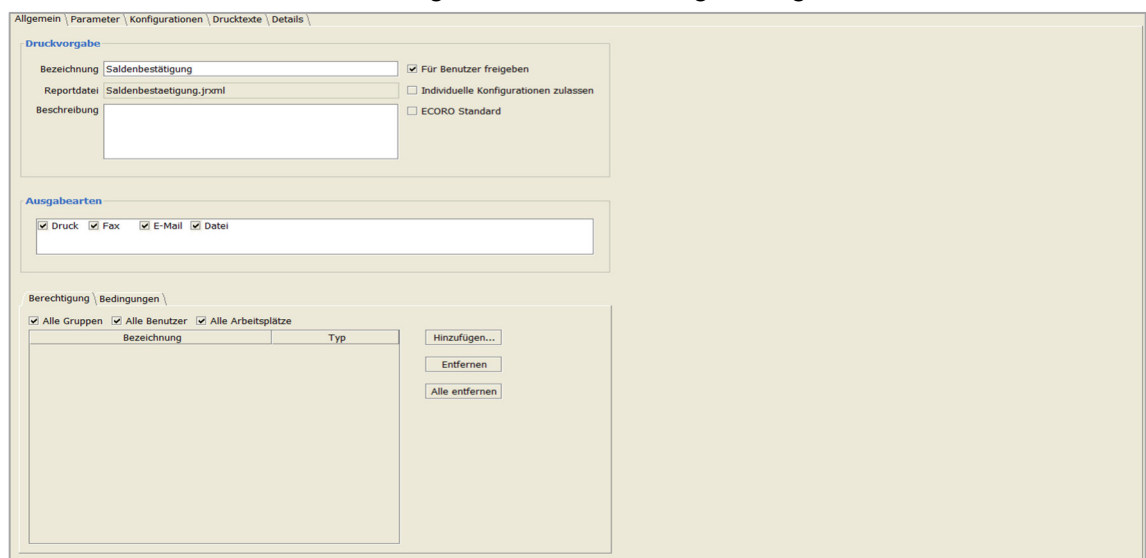 Allgemein \ Parameter \ Konfigurationen \ Drucktexte \ Details \
Druckvorgabe
Bezeichnung Saldenbestätigung Für Benutzer freigeben
Reportdatei Saldenbestaetigung.jrxml Individuelle Konfigurationen zulassen
Beschreibung ECORO Standard
Ausgabearten
Druck Fax E-Mail Datei
Berechtigung \ Bedingungen \
Alle Gruppen Alle Benutzer Alle Arbeitsplätze
Bezeichnung Typ Hinzufügen...
Entfernen
Alle entfernen